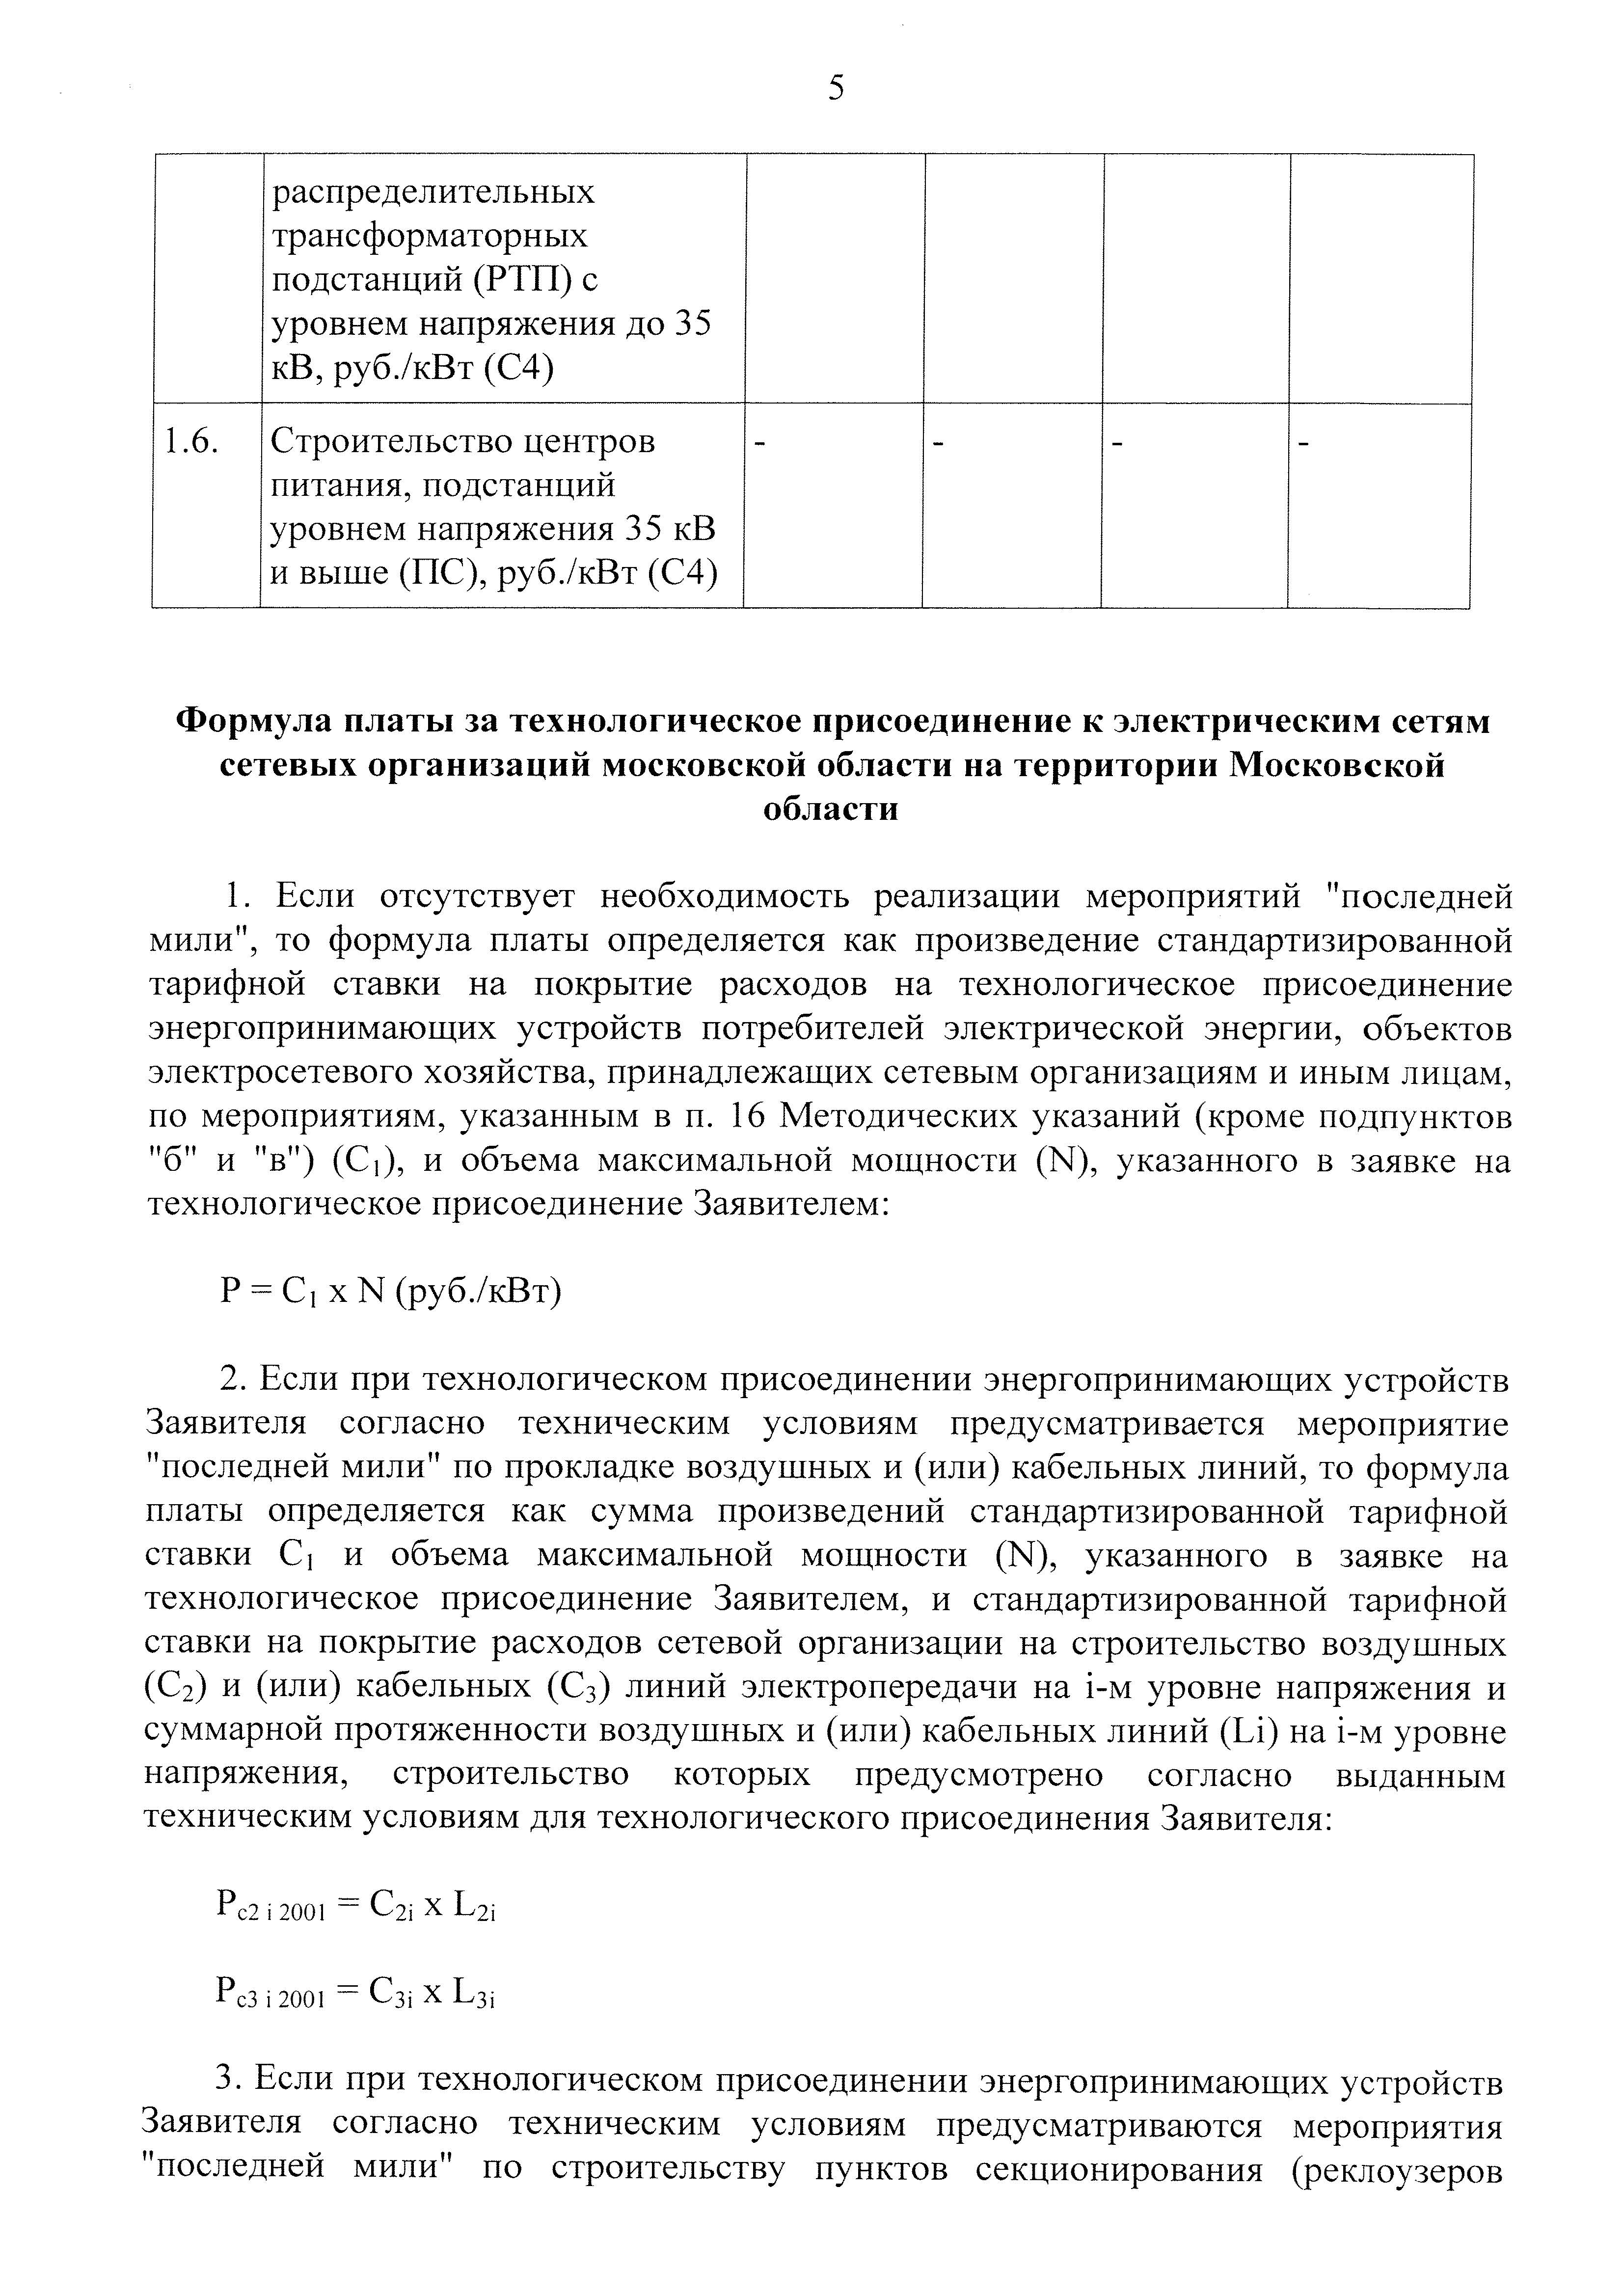 5
распределительных
трансформаторных
подстанций (РТП) с
уровнем напряжения до 35
кВ, руб./кВт (С4)
1.6.
Строительство центров
питания, подстанций
уровнем напряжения 35 кВ
и выше (ПС), руб./кВт (С4)
-
-
-
-
Формула платы за технологическое присоединение к электрическим сетям
сетевых организаций московской области на территории Московской
области
1. Если отсутствует необходимость реализации мероприятий "последней
мили", то формула платы определяется как произведение стандартизированной
тарифной ставки на покрытие расходов на технологическое присоединение
энергопринимающих устройств потребителей электрической энергии, объектов
электросетевого хозяйства, принадлежащих сетевым организациям и иным лицам,
по мероприятиям, указанным в п. 16 Методических указаний (кроме подпунктов
"б" и "в") (С₁), и объема максимальной мощности (N), указанного в заявке на
технологическое присоединение Заявителем:
P = C₁ x N (руб./кВт)
2. Если при технологическом присоединении энергопринимающих устройств
Заявителя согласно техническим условиям предусматривается мероприятие
"последней мили" по прокладке воздушных и (или) кабельных линий, то формула
платы определяется как сумма произведений стандартизированной тарифной
ставки С₁ и объема максимальной мощности (N), указанного в заявке на
технологическое присоединение Заявителем, и стандартизированной тарифной
ставки на покрытие расходов сетевой организации на строительство воздушных
(С₂) и (или) кабельных (С₃) линий электропередачи на i-м уровне напряжения и
суммарной протяженности воздушных и (или) кабельных линий (Li) на i-м уровне
напряжения, строительство которых предусмотрено согласно выданным
техническим условиям для технологического присоединения Заявителя:
Pс2 i 2001 = C2i x L2i
Pс3 i 2001 = C3i x L3i
3. Если при технологическом присоединении энергопринимающих устройств
Заявителя согласно техническим условиям предусматриваются мероприятия
"последней мили" по строительству пунктов секционирования (реклоузеров